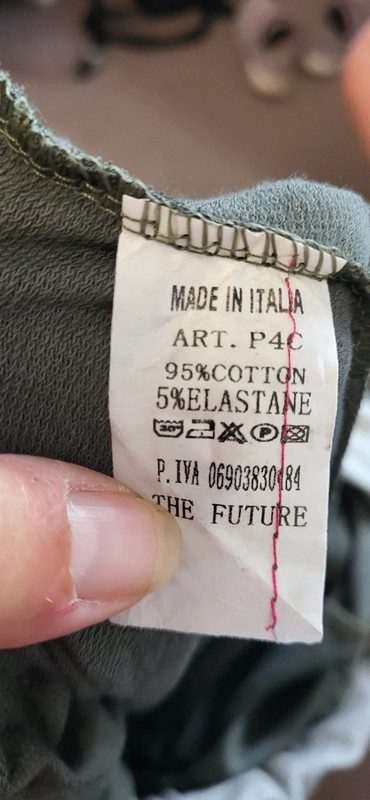 MADE IN ITALIA
ART. P4C
95%COTTON
5%ELASTANE
P.IVA 06903830484
THE FUTURE